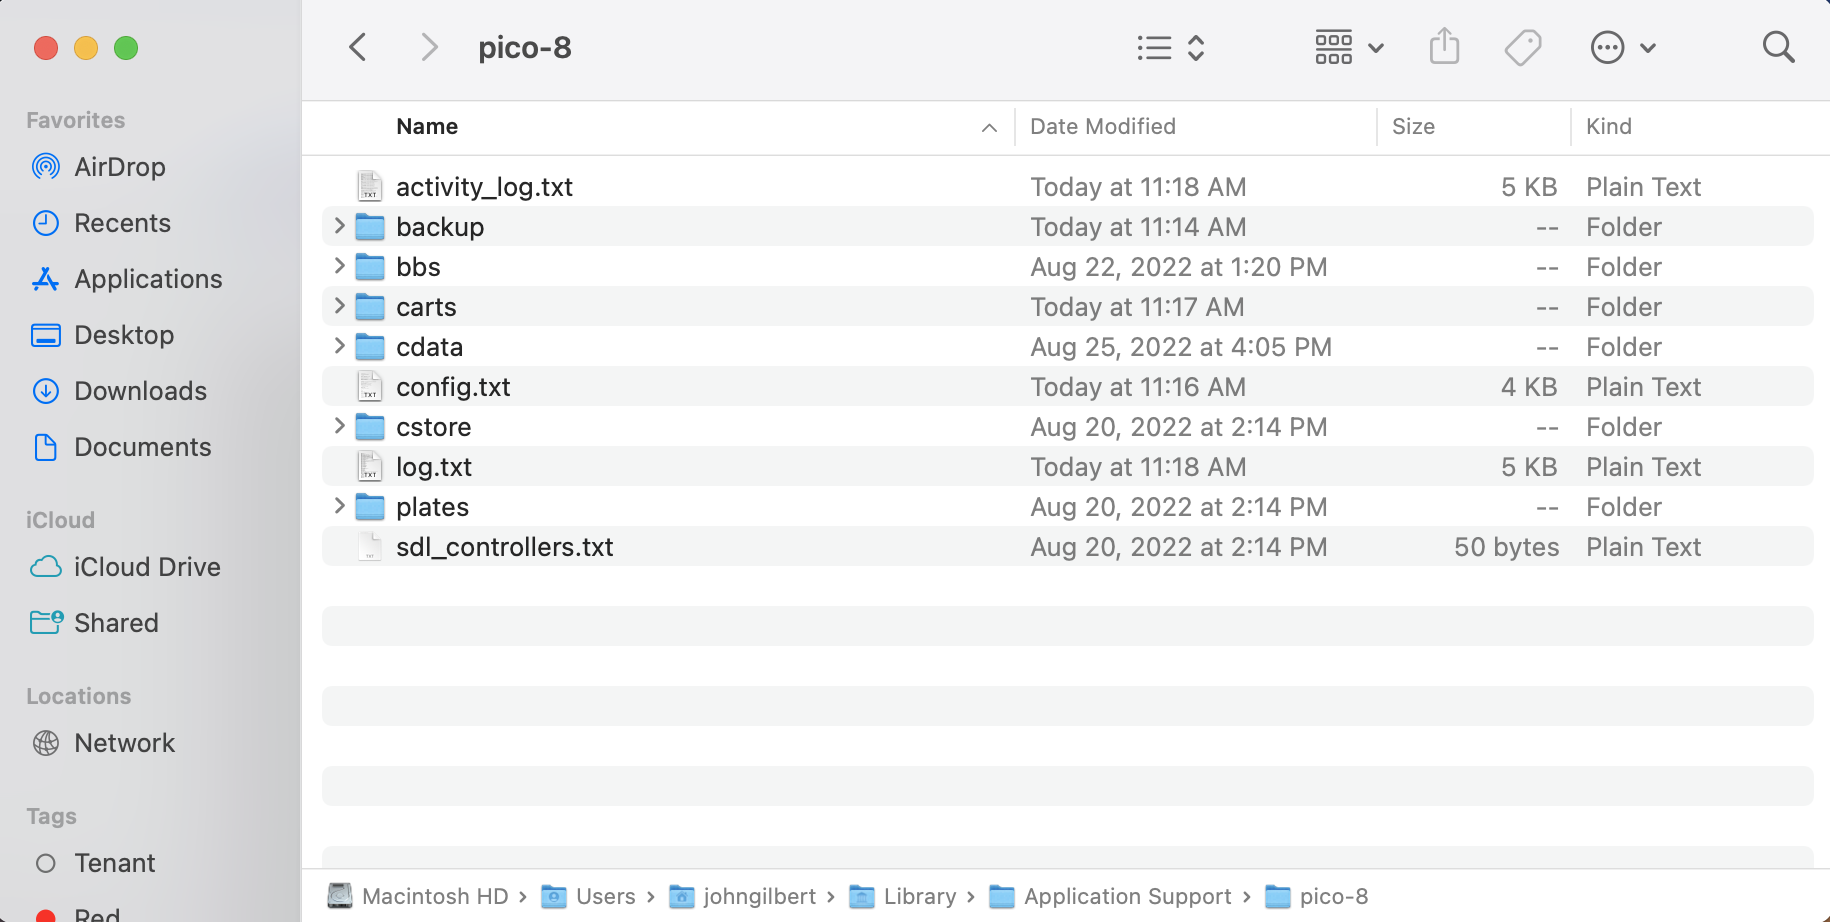 pico-8
Favorites
AirDrop
Recents
Applications
Desktop
Downloads
Documents
iCloud
iCloud Drive
Shared
Locations
Network
Tags
Tenant
Red
Name Date Modified Size Kind
activity_log.txt Today at 11:18 AM 5 KB Plain Text
backup Today at 11:14 AM -- Folder
bbs Aug 22, 2022 at 1:20 PM -- Folder
carts Today at 11:17 AM -- Folder
cdata Aug 25, 2022 at 4:05 PM -- Folder
config.txt Today at 11:16 AM 4 KB Plain Text
cstore Aug 20, 2022 at 2:14 PM -- Folder
log.txt Today at 11:18 AM 5 KB Plain Text
plates Aug 20, 2022 at 2:14 PM -- Folder
sdl_controllers.txt Aug 20, 2022 at 2:14 PM 50 bytes Plain Text
Macintosh HD › Users › johngilbert › Library › Application Support › pico-8